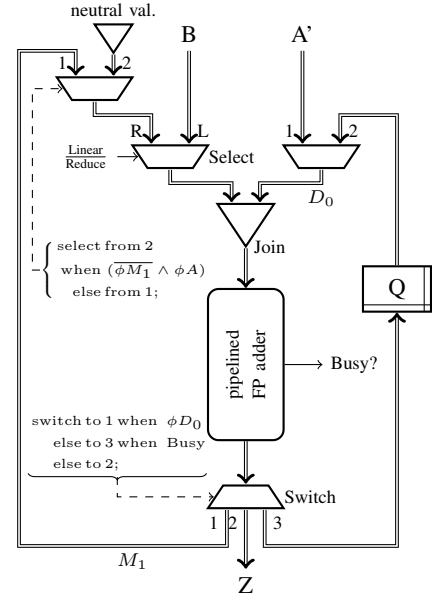 neutral val.
B
A'
1
2
1
2
R
L
Linear
Reduce
Select
D₀
Join
select from 2
when (\overline{ϕM₁} ∧ ϕA)
else from 1;
Q
pipelined
FP adder
Busy?
switch to 1 when ϕD₀
else to 3 when Busy
else to 2;
Switch
1
2
3
M₁
Z